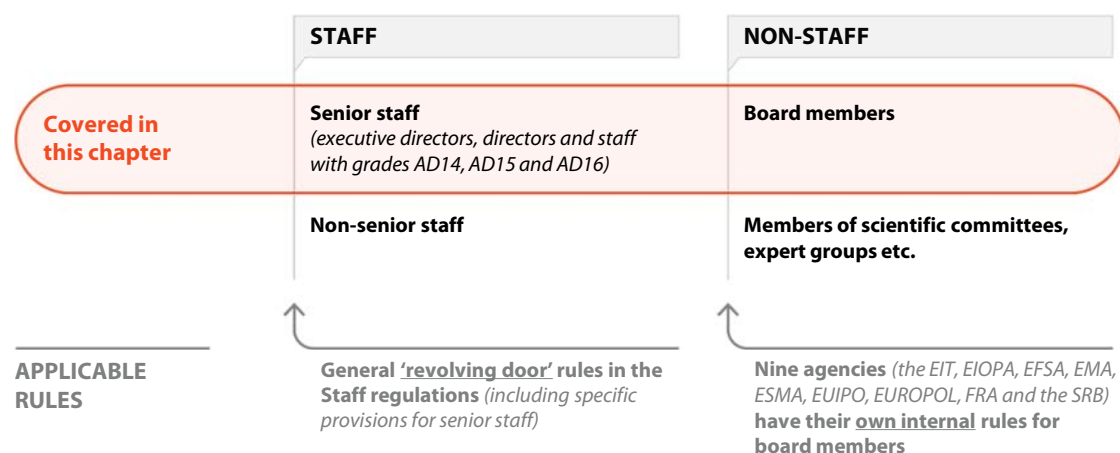 STAFF
NON-STAFF
Covered in
this chapter
Senior staff
(executive directors, directors and staff
with grades AD14, AD15 and AD16)
Board members
Non-senior staff
Members of scientific committees,
expert groups etc.
APPLICABLE
RULES
General ‘revolving door’ rules in the
Staff regulations (including specific
provisions for senior staff)
Nine agencies (the EIT, EIOPA, EFSA, EMA,
ESMA, EUIPO, EUROPOL, FRA and the SRB)
have their own internal rules for
board members